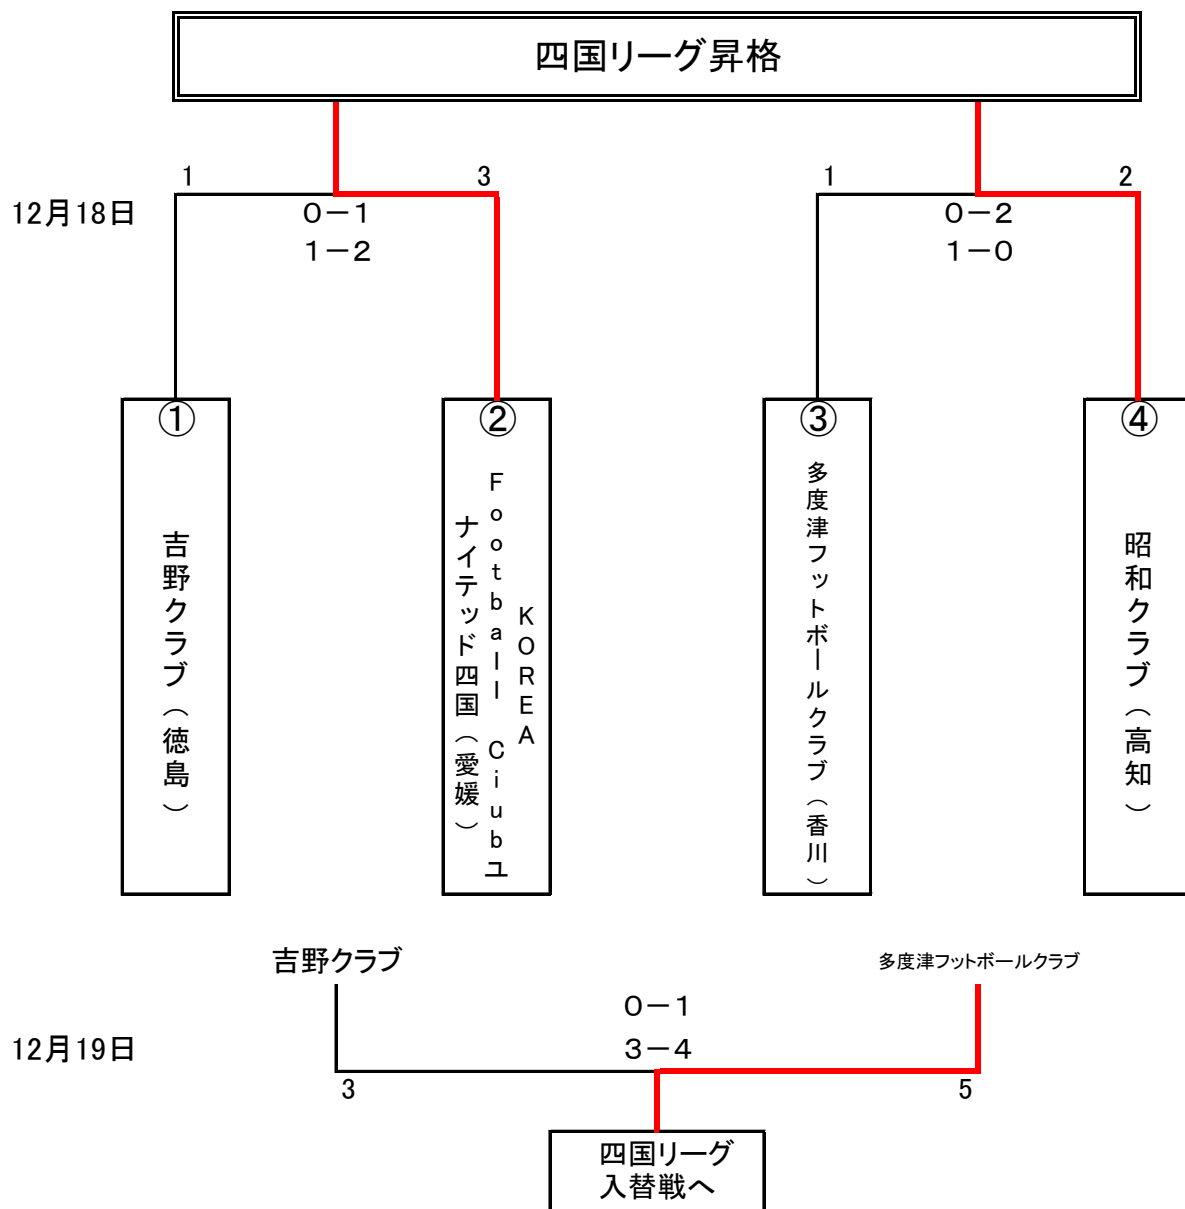 四国リーグ昇格
1
3
1
2
12月18日
0－1
1－2
0－2
1－0
①
吉野クラブ（徳島）
②
KOREA
Football Ciubユ
ナイテッド四国（愛媛）
③
多度津フットボールクラブ（香川）
④
昭和クラブ（高知）
吉野クラブ
多度津フットボールクラブ
0－1
3－4
12月19日
3
5
四国リーグ
入替戦へ